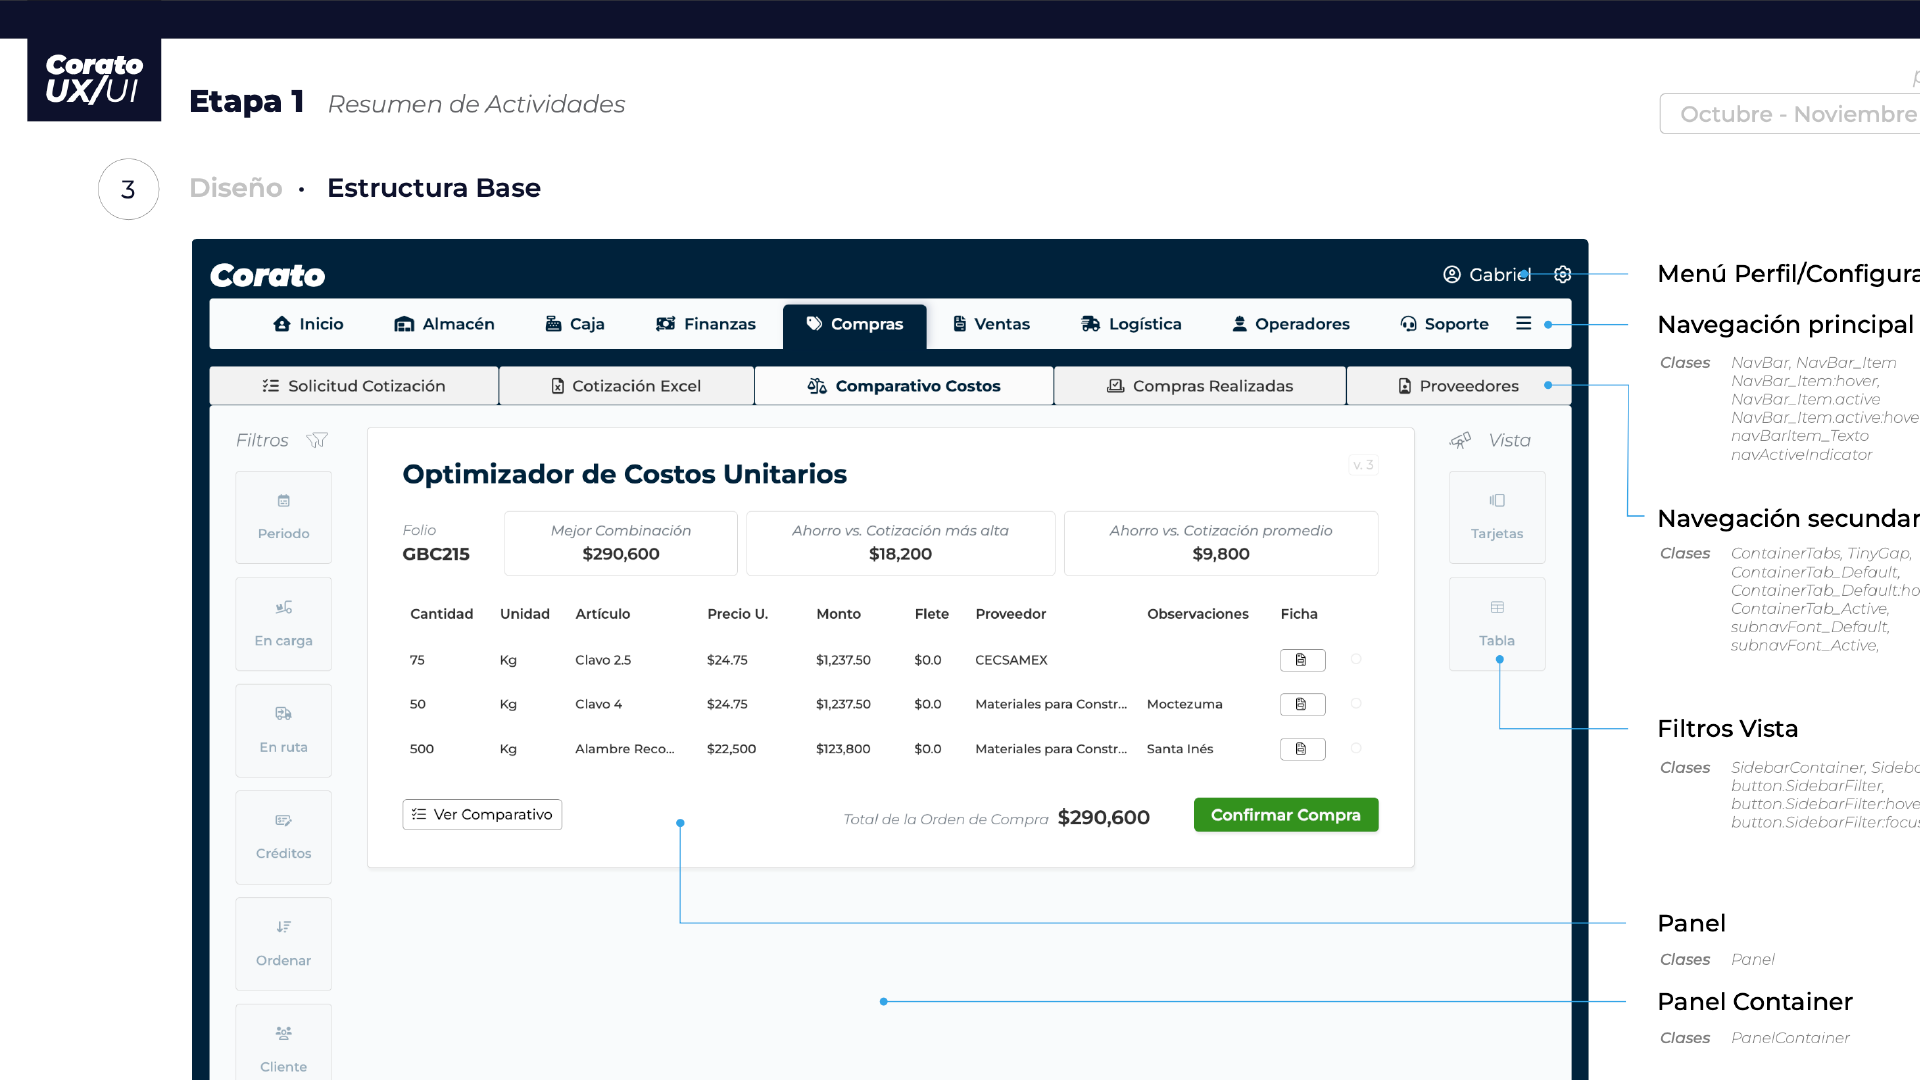 Corato
UX/UI
Etapa 1 Resumen de Actividades
Octubre - Noviembre
3
Diseño • Estructura Base
Corato
Gabriel
Inicio Almacén Caja Finanzas Compras Ventas Logística Operadores Soporte
Solicitud Cotización Cotización Excel Comparativo Costos Compras Realizadas Proveedores
Filtros
Periodo
En carga
En ruta
Créditos
Ordenar
Cliente
Optimizador de Costos Unitarios
v. 3
Folio
GBC215
Mejor Combinación
$290,600
Ahorro vs. Cotización más alta
$18,200
Ahorro vs. Cotización promedio
$9,800
Cantidad Unidad Artículo Precio U. Monto Flete Proveedor Observaciones Ficha
75 Kg Clavo 2.5 $24.75 $1,237.50 $0.0 CECSAMEX
50 Kg Clavo 4 $24.75 $1,237.50 $0.0 Materiales para Constr... Moctezuma
500 Kg Alambre Reco... $22,500 $123,800 $0.0 Materiales para Constr... Santa Inés
Ver Comparativo
Total de la Orden de Compra $290,600
Confirmar Compra
Vista
Tarjetas
Tabla
Menú Perfil/Configura
Navegación principal
Clases NavBar, NavBar_Item
NavBar_Item:hover,
NavBar_Item.active
NavBar_Item.active:hove
navBarItem_Texto
navActiveIndicator
Navegación secundar
Clases ContainerTabs, TinyGap,
ContainerTab_Default,
ContainerTab_Default:ho
ContainerTab_Active,
subnavFont_Default,
subnavFont_Active,
Filtros Vista
Clases SidebarContainer, Sideba
button.SidebarFilter,
button.SidebarFilter:hove
button.SidebarFilter:focus
Panel
Clases Panel
Panel Container
Clases PanelContainer